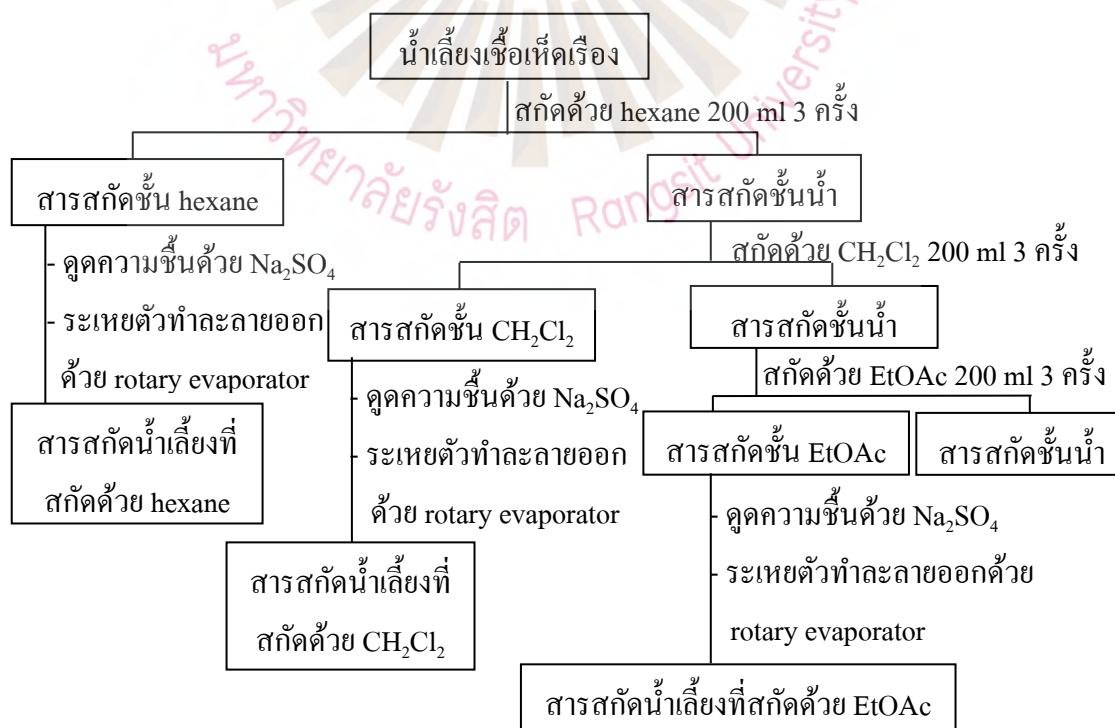 น้ำเลี้ยงเชื้อเห็ดเรือง
สกัดด้วย hexane 200 ml 3 ครั้ง
มหาวิทยาลัยรังสิต Rangsit University
สารสกัดชั้น hexane
สารสกัดชั้นน้ำ
- ดูดความชื้นด้วย Na₂SO₄
- ระเหยตัวทำละลายออก
ด้วย rotary evaporator
สกัดด้วย CH₂Cl₂ 200 ml 3 ครั้ง
สารสกัดชั้น CH₂Cl₂
สารสกัดชั้นน้ำ
สารสกัดน้ำเลี้ยงที่
สกัดด้วย hexane
- ดูดความชื้นด้วย Na₂SO₄
- ระเหยตัวทำละลายออก
ด้วย rotary evaporator
สกัดด้วย EtOAc 200 ml 3 ครั้ง
สารสกัดชั้น EtOAc
สารสกัดชั้นน้ำ
สารสกัดน้ำเลี้ยงที่
สกัดด้วย CH₂Cl₂
- ดูดความชื้นด้วย Na₂SO₄
- ระเหยตัวทำละลายออกด้วย
rotary evaporator
สารสกัดน้ำเลี้ยงที่สกัดด้วย EtOAc